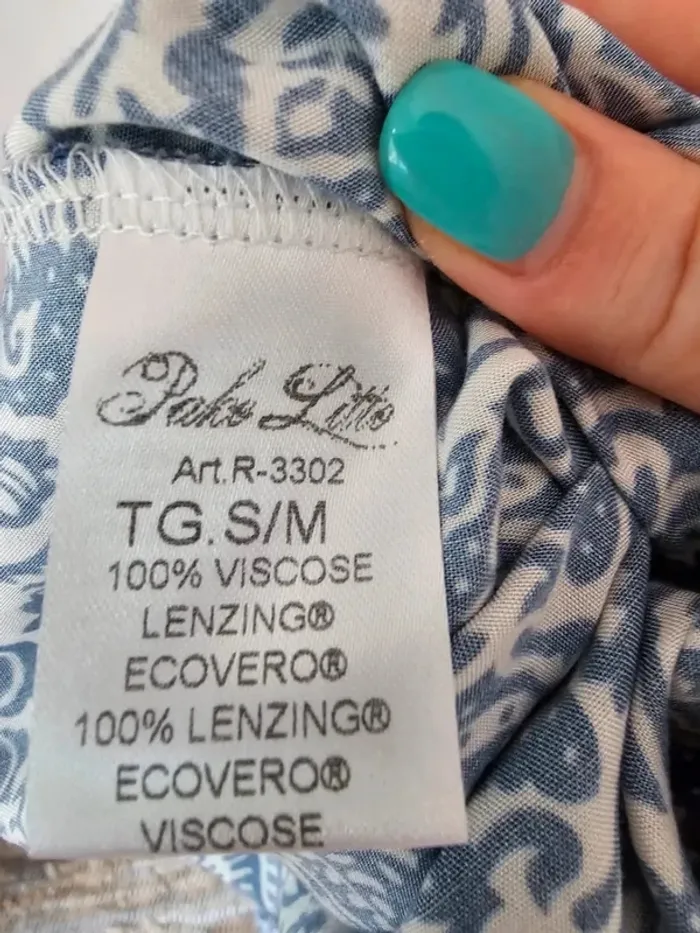 Pako Litto
Art.R-3302
TG.S/M
100% VISCOSE
LENZING®
ECOVERO®
100% LENZING®
ECOVERO®
VISCOSE